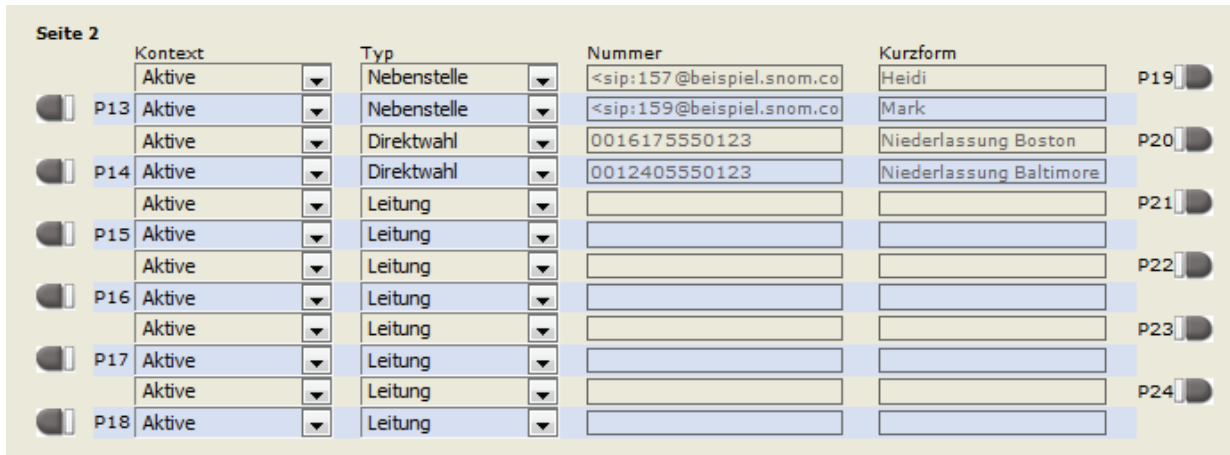 Seite 2
Kontext Typ Nummer Kurzform
Aktive Nebenstelle <sip:157@beispiel.snom.co Heidi P19
P13 Aktive Nebenstelle <sip:159@beispiel.snom.co Mark
Aktive Direktwahl 0016175550123 Niederlassung Boston P20
P14 Aktive Direktwahl 0012405550123 Niederlassung Baltimore
Aktive Leitung P21
P15 Aktive Leitung
Aktive Leitung P22
P16 Aktive Leitung
Aktive Leitung P23
P17 Aktive Leitung
Aktive Leitung P24
P18 Aktive Leitung